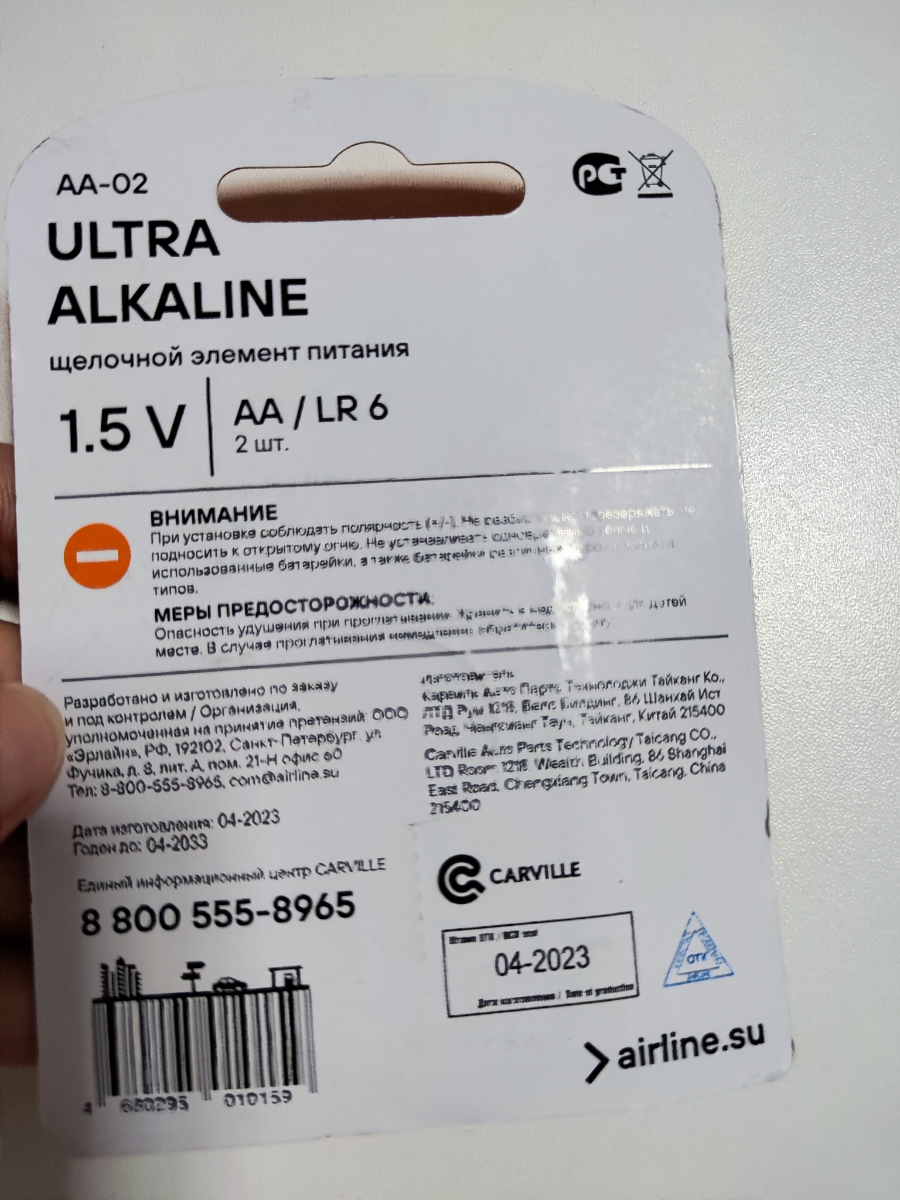 AA-02
ULTRA
ALKALINE
щелочной элемент питания
1.5 V
AA / LR 6
2 шт.
ВНИМАНИЕ
При установке соблюдать полярность (+/-). Не
подносить к открытому огню. Не устанавливать
использованные батарейки, а также батарейки
типов.
МЕРЫ ПРЕДОСТОРОЖНОСТИ:
Опасность удушения при проглатывании. детей
месте. В случае проглатывания
Разработано и изготовлено по заказу
и под контролем / Организация,
уполномоченная на принятие претензий: ООО
«Эрлайн», РФ, 192102, Санкт-Петербург, ул
Фучика, д. 8, лит. А, пом. 21-Н офис
Тел: 8-800-555-8965, com@airline.su
Дата изготовления: 04-2023
Годен до: 04-2033
Единый информационный центр CARVILLE
8 800 555-8965
Карвилль Авто Партс Технолоджи Тайканг Ко.,
ЛТД Рум 1218, Велс Билдинг, 86 Шанхай Ист
Роад, Таун, Тайканг, Китай 215400
Carville Auto Parts Technology Taicang CO.,
LTD Room 1218, Wealth Building, 86 Shanghai
East Road, Chengxiang Town, Taicang, China
215400
CARVILLE
04-2023
Дата изготовления / Date of production
ОТК
airline.su
4 680295 010159